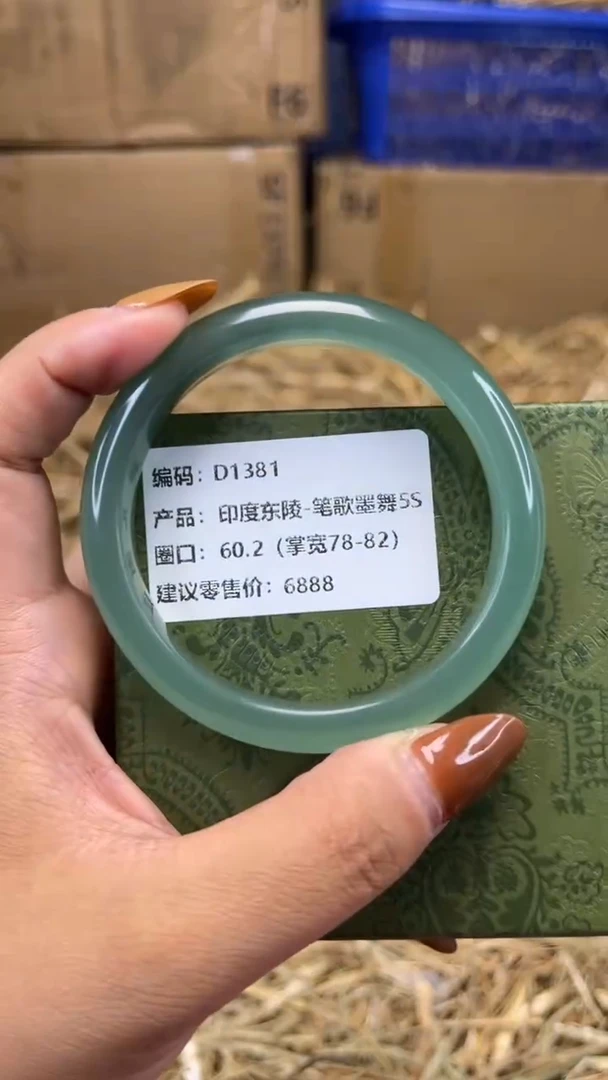 编码：D1381
产品：印度东陵-笔歌墨舞5S
圈口：60.2（掌宽78-82）
建议零售价：6888